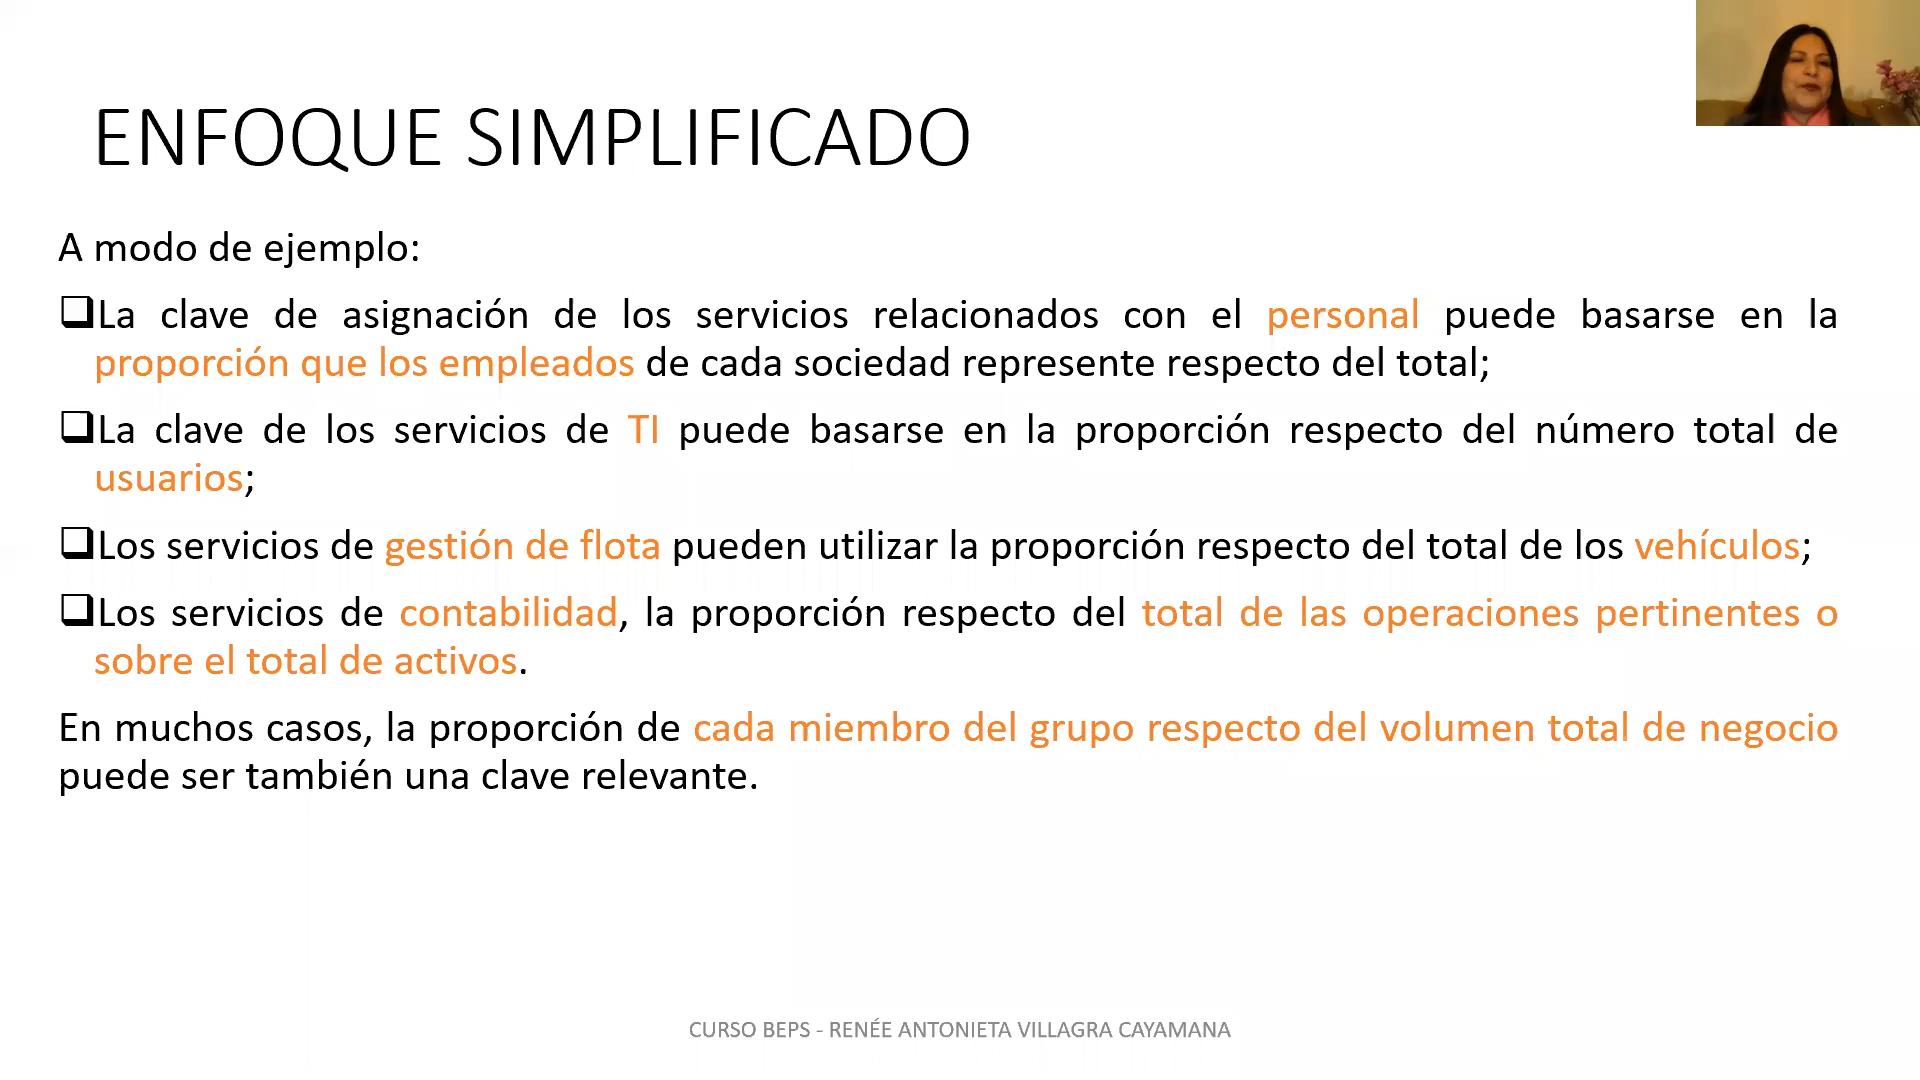 ENFOQUE SIMPLIFICADO
A modo de ejemplo:
❑La clave de asignación de los servicios relacionados con el personal puede basarse en la
proporción que los empleados de cada sociedad represente respecto del total;
❑La clave de los servicios de TI puede basarse en la proporción respecto del número total de
usuarios;
❑Los servicios de gestión de flota pueden utilizar la proporción respecto del total de los vehículos;
❑Los servicios de contabilidad, la proporción respecto del total de las operaciones pertinentes o
sobre el total de activos.
En muchos casos, la proporción de cada miembro del grupo respecto del volumen total de negocio
puede ser también una clave relevante.
CURSO BEPS - RENÉE ANTONIETA VILLAGRA CAYAMANA